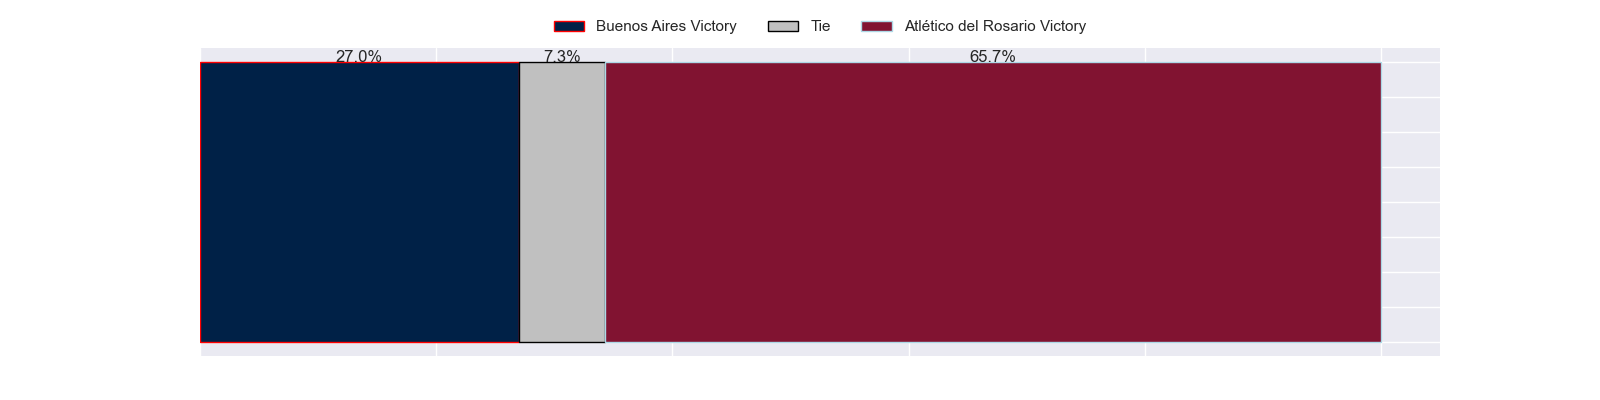 Buenos Aires Victory Tie Atlético del Rosario Victory
27.0% 7.3% 65.7%